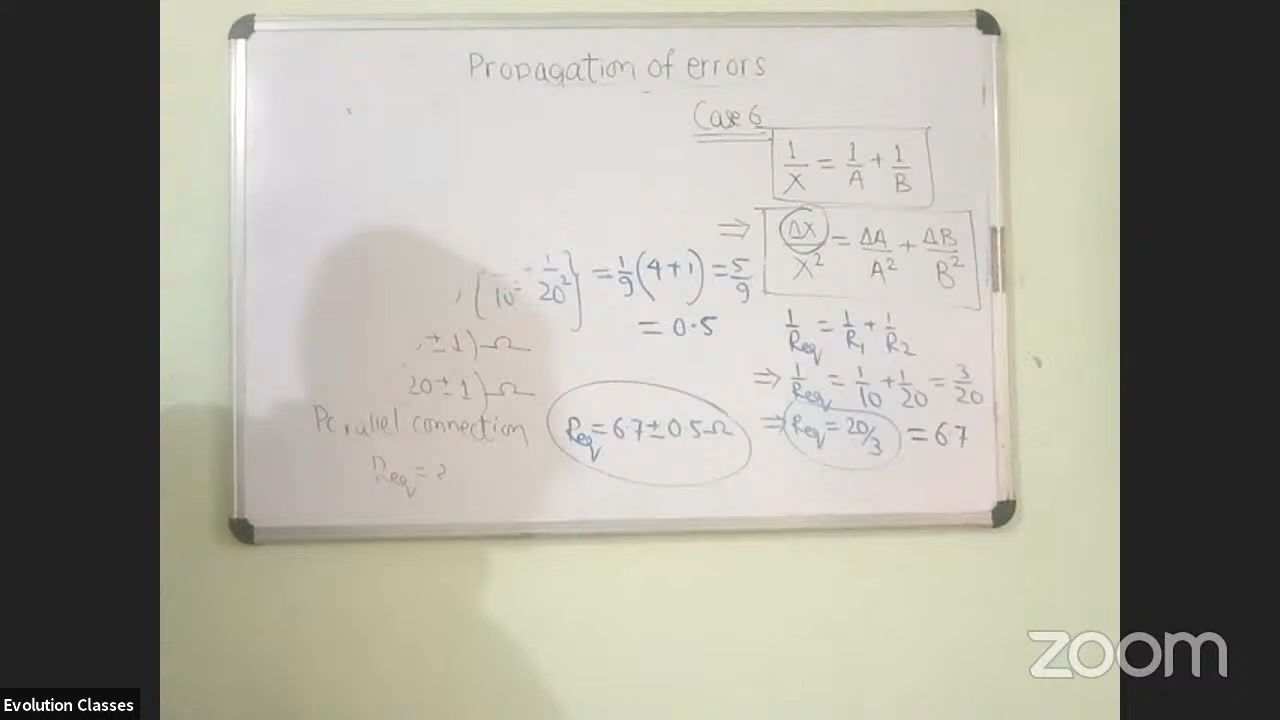 Propagation of errors
Case 6
1/X = 1/A + 1/B
⇒ ΔX/X² = ΔA/A² + ΔB/B²
1/20²] = 1/9 (4+1) = 5/9
= 0.5
±1) Ω
20 ± 1) Ω
connection
Req = ?
Req = 6.7 ± 0.5 Ω
1/Req = 1/R₁ + 1/R₂
⇒ 1/Req = 1/10 + 1/20 = 3/20
⇒ Req = 20/3 = 6.7
zoom
Evolution Classes